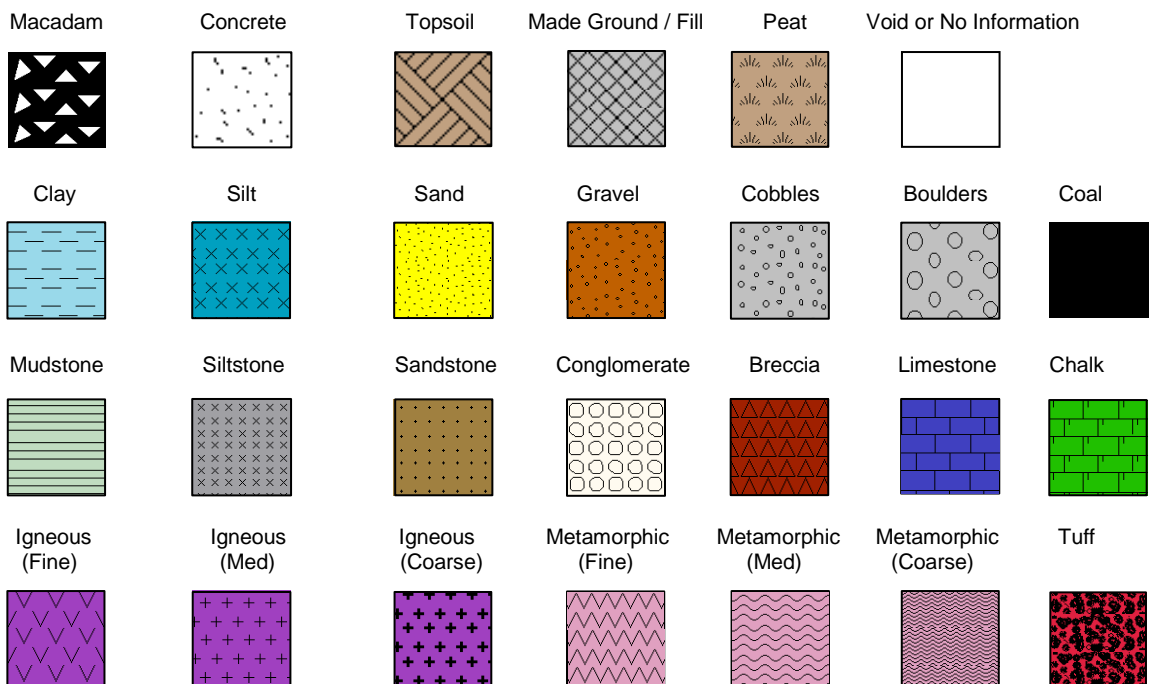 Macadam Concrete Topsoil Made Ground / Fill Peat Void or No Information
Clay Silt Sand Gravel Cobbles Boulders Coal
Mudstone Siltstone Sandstone Conglomerate Breccia Limestone Chalk
Igneous Igneous Igneous Metamorphic Metamorphic Metamorphic Tuff
(Fine) (Med) (Coarse) (Fine) (Med) (Coarse)